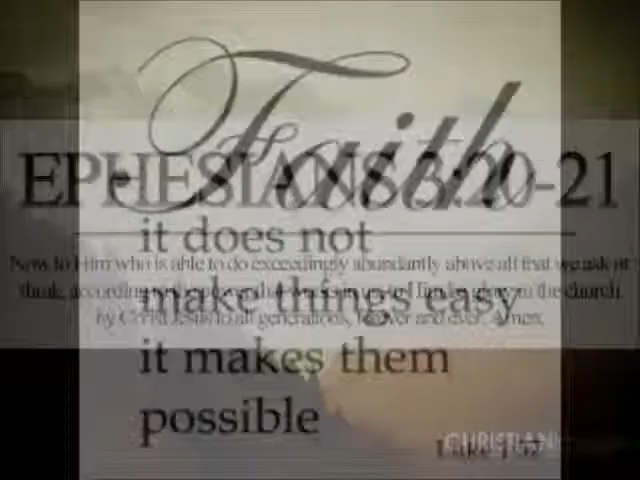 Faith
EPHESIANS 3:20-21
it does not
Now to Him who is able to do exceedingly abundantly above all that we ask or
think, according to the power that works in us, to Him be glory in the church
make things easy
by Christ Jesus to all generations, forever and ever. Amen.
it makes them
possible
CHRISTIAN